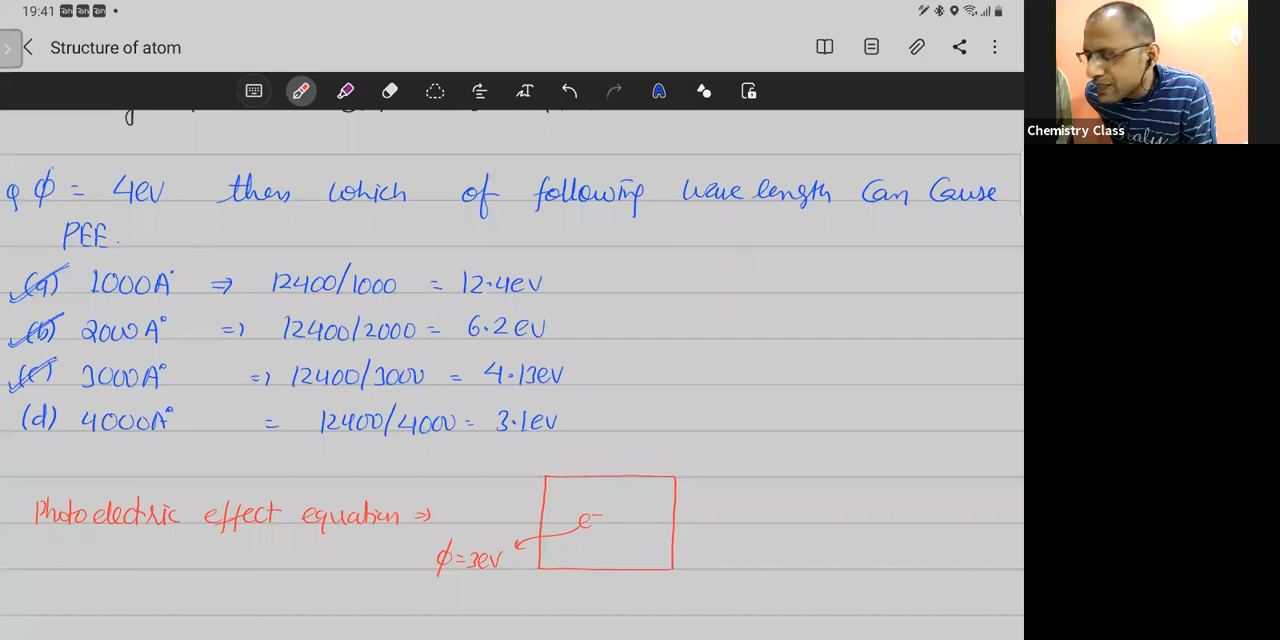 19:41
Structure of atom
Chemistry Class
Q ϕ = 4ev then which of following wave length Can Cause
PEE.
(a) 1000A° ⇒ 12400/1000 = 12.4eV
(b) 2000A° => 12400/2000 = 6.2 eV
(c) 3000A° => 12400/3000 = 4.13eV
(d) 4000A° = 12400/4000 = 3.1eV
Photoelectric effect equation ⇒
e⁻
ϕ=3eV